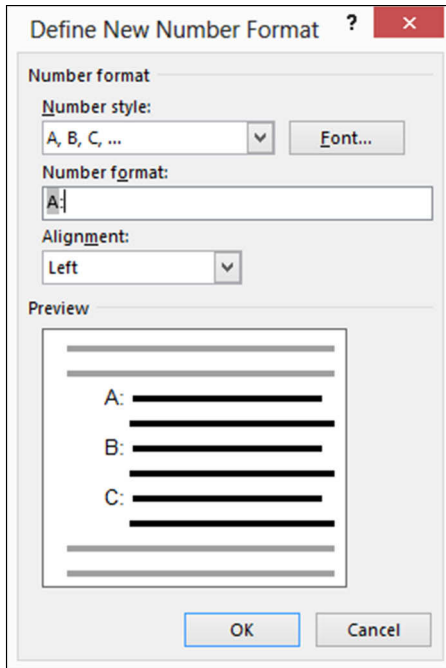 Define New Number Format ? ×
Number format
Number style:
A, B, C, ... Font...
Number format:
A:
Alignment:
Left
Preview
A:
B:
C:
OK Cancel